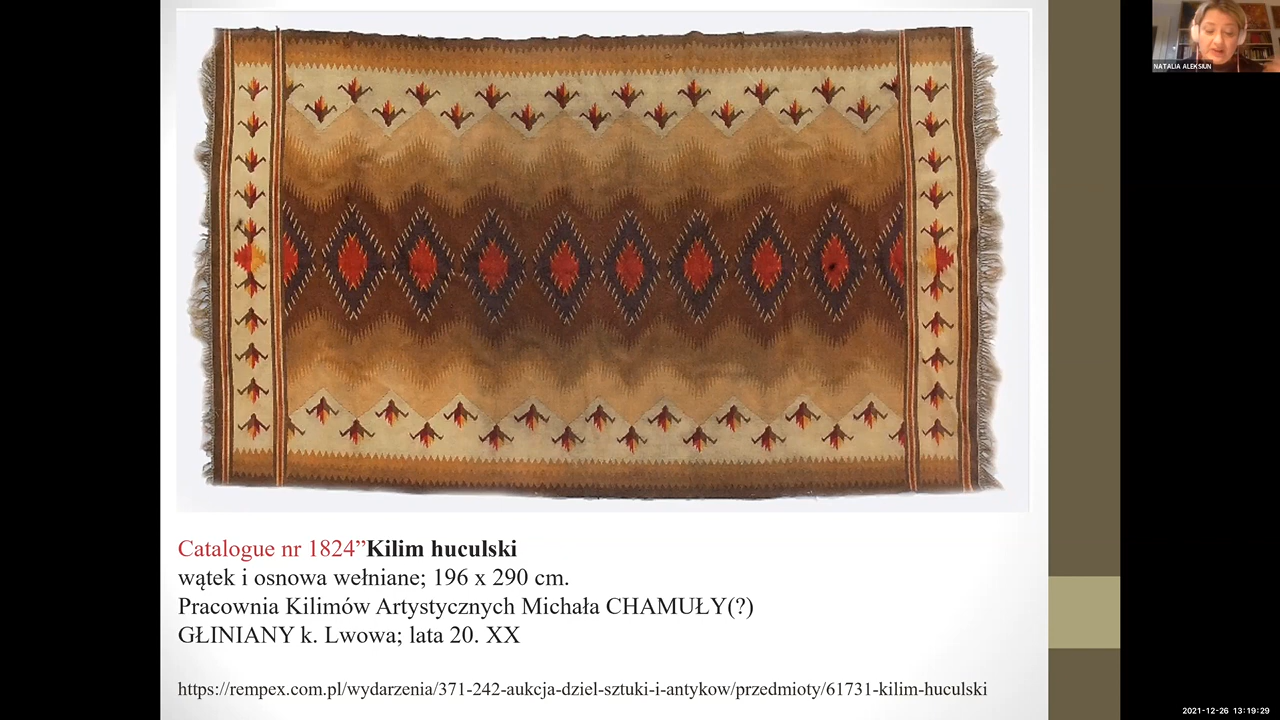 NATALIA ALEKSIUN
Catalogue nr 1824”Kilim huculski
wątek i osnowa wełniane; 196 x 290 cm.
Pracownia Kilimów Artystycznych Michała CHAMUŁY(?)
GŁINIANY k. Lwowa; lata 20. XX
https://rempex.com.pl/wydarzenia/371-242-aukcja-dziel-sztuki-i-antykow/przedmioty/61731-kilim-huculski
2021-12-26 13:19:29